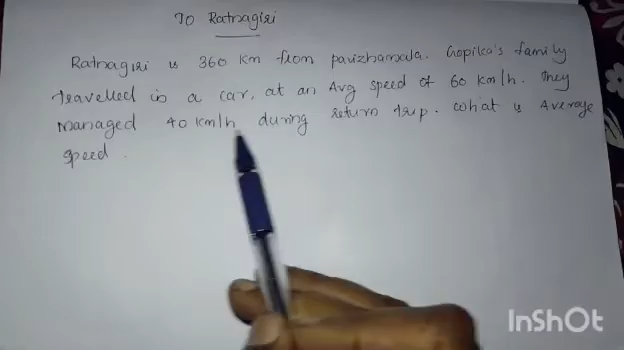 To Ratnagiri
Ratnagiri is 360 km from pavizhamala. Gopika's family
travelled in a car, at an Avg speed of 60 km/h. They
managed 40 km/h during return trip. what is Average
speed.
InShOt